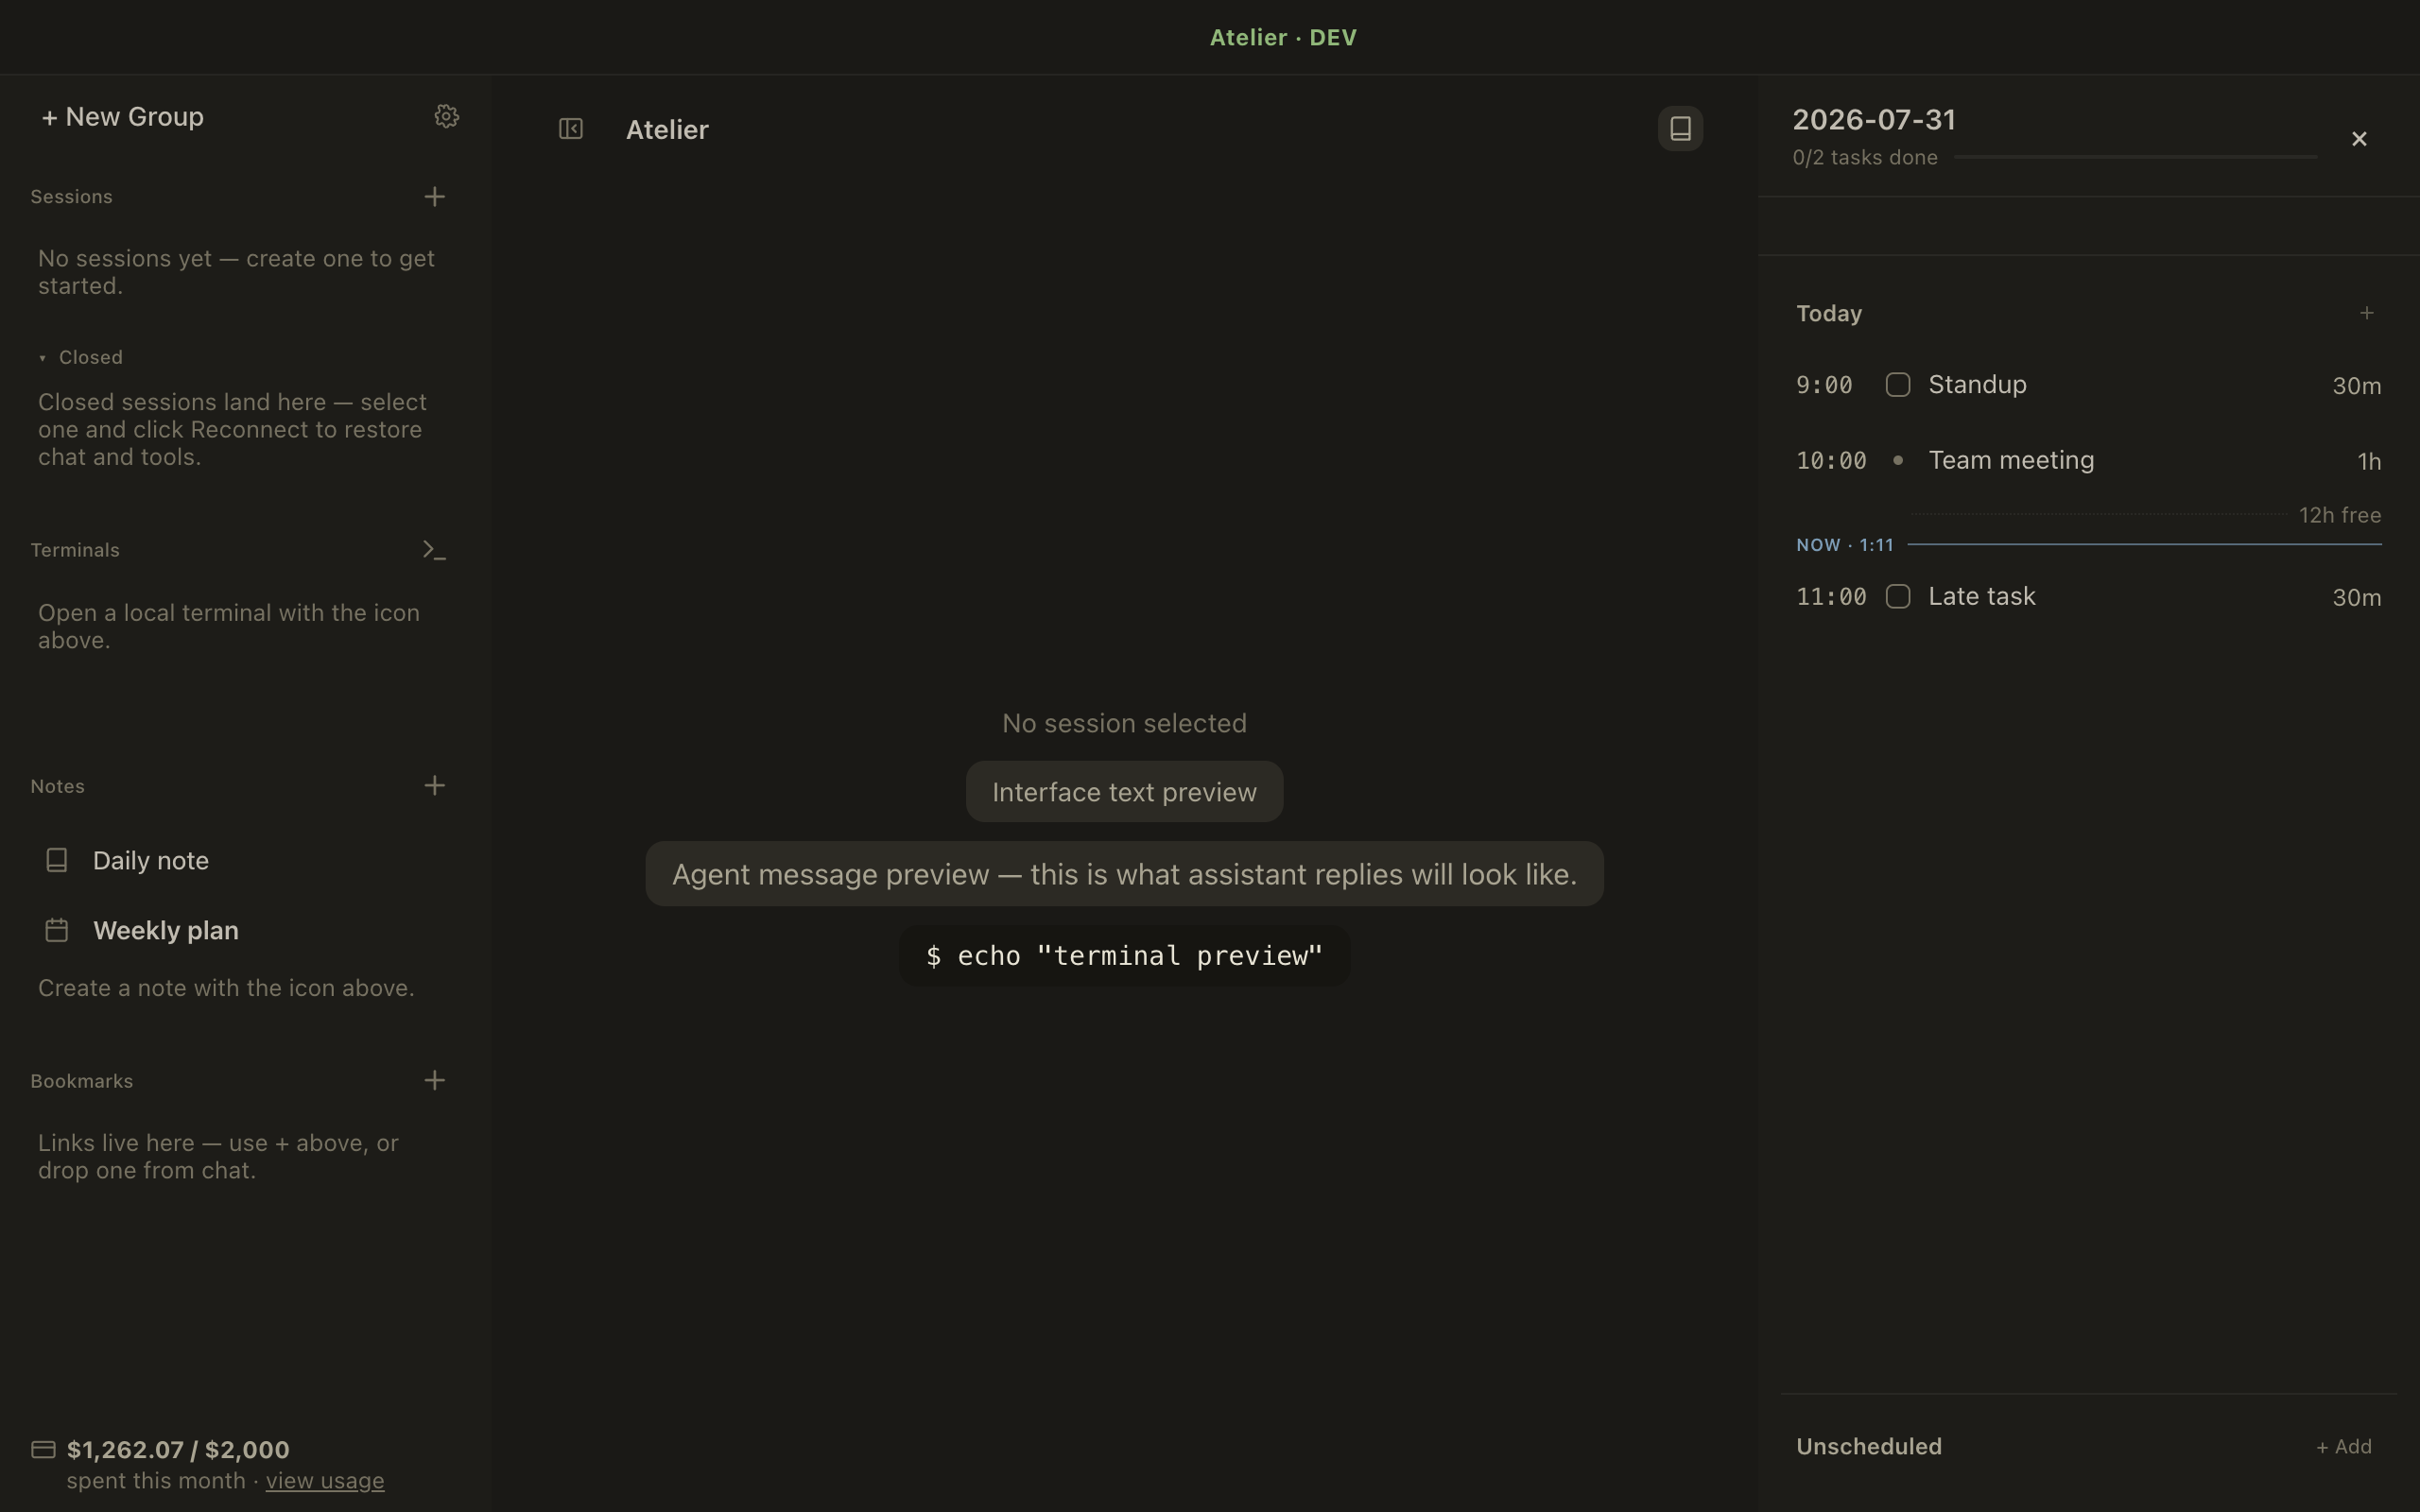 Atelier · DEV
+ New Group
Sessions
No sessions yet — create one to get
started.
Closed
Closed sessions land here — select
one and click Reconnect to restore
chat and tools.
Terminals
Open a local terminal with the icon
above.
Notes
Daily note
Weekly plan
Create a note with the icon above.
Bookmarks
Links live here — use + above, or
drop one from chat.
$1,262.07 / $2,000
spent this month · view usage
Atelier
No session selected
Interface text preview
Agent message preview — this is what assistant replies will look like.
$ echo "terminal preview"
2026-07-31
0/2 tasks done
Today
9:00 Standup 30m
10:00 Team meeting 1h
12h free
NOW · 1:11
11:00 Late task 30m
Unscheduled + Add